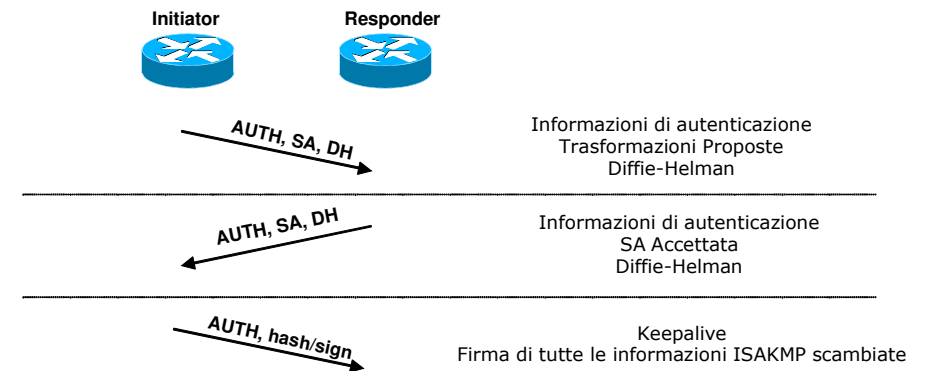 Initiator
Responder
AUTH, SA, DH
Informazioni di autenticazione
Trasformazioni Proposte
Diffie-Helman
AUTH, SA, DH
Informazioni di autenticazione
SA Accettata
Diffie-Helman
AUTH, hash/sign
Keepalive
Firma di tutte le informazioni ISAKMP scambiate